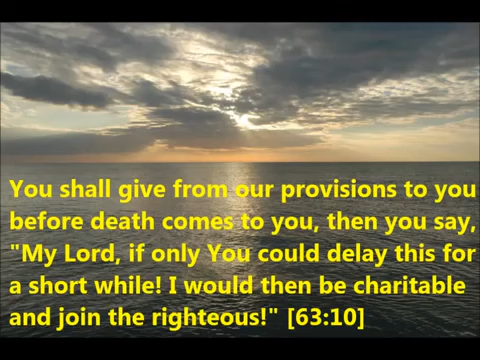 You shall give from our provisions to you
before death comes to you, then you say,
"My Lord, if only You could delay this for
a short while! I would then be charitable
and join the righteous!" [63:10]